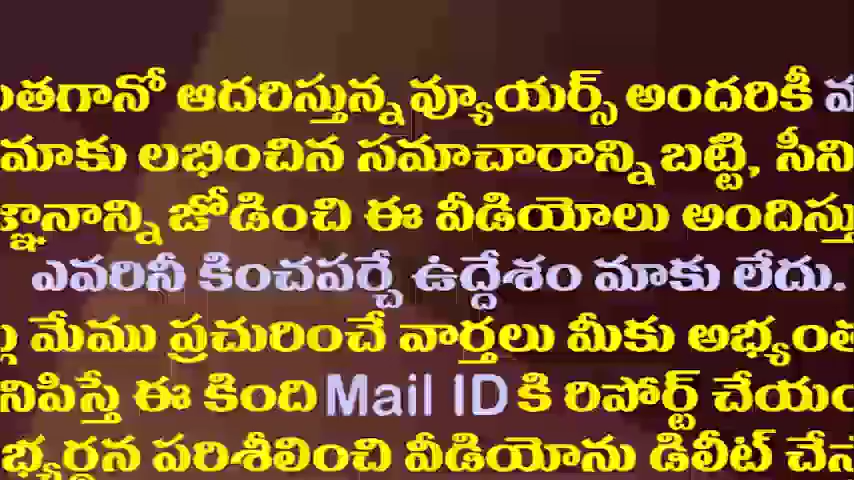 ఆదరిస్తున్న వ్యూయర్స్ అందరికీ
మాకు లభించిన సమాచారాన్ని బట్టి,
జోడించి ఈ వీడియోలు
ఎవరినీ కించపర్చే ఉద్దేశం మాకు లేదు.
మేము ప్రచురించే వార్తలు మీకు
ఈ కింది Mail ID కి రిపోర్ట్
పరిశీలించి వీడియోను డిలీట్